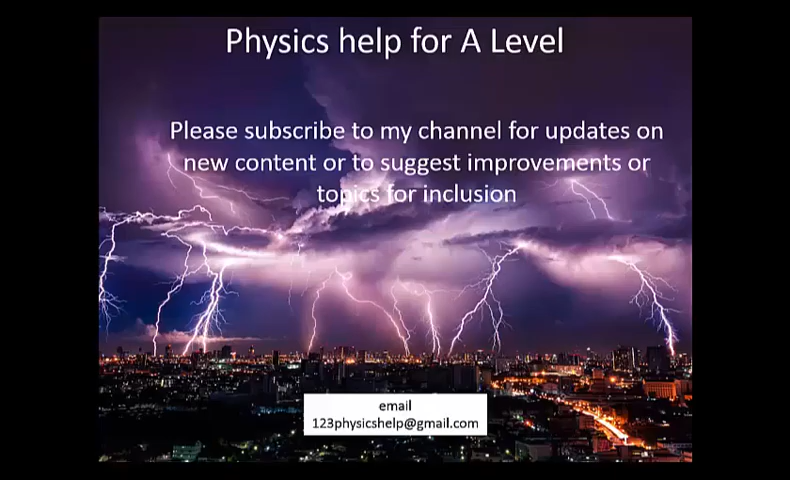 Physics help for A Level
Please subscribe to my channel for updates on
new content or to suggest improvements or
topics for inclusion
email
123physicshelp@gmail.com